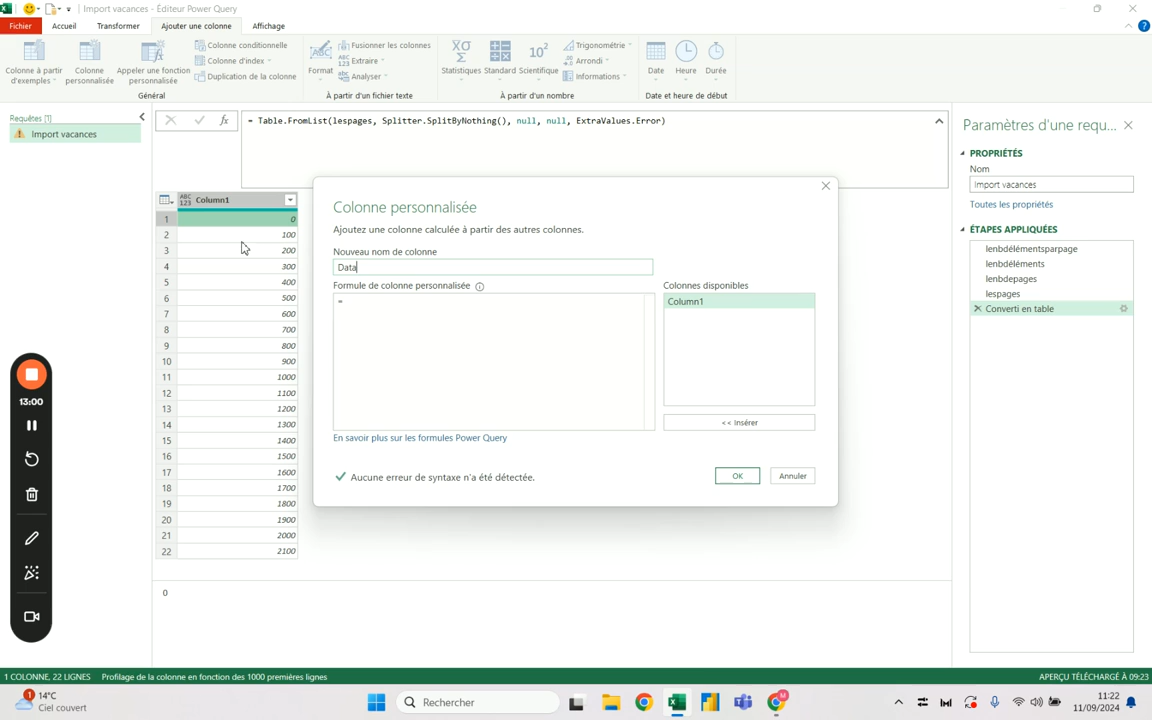 Import vacances - Éditeur Power Query
Fichier
Accueil
Transformer
Ajouter une colonne
Affichage
Colonne à partir d'exemples
Colonne personnalisée
Appeler une fonction personnalisée
Colonne conditionnelle
Colonne d'index
Duplication de la colonne
Général
Format
Fusionner les colonnes
Extraire
Analyser
À partir d'un fichier texte
Statistiques
Standard
Scientifique
Trigonométrie
Arrondi
Informations
À partir d'un nombre
Date
Heure
Durée
Date et heure de début
Requêtes [1]
Import vacances
= Table.FromList(lespages, Splitter.SplitByNothing(), null, null, ExtraValues.Error)
ABC 123 Column1
1 0
2 100
3 200
4 300
5 400
6 500
7 600
8 700
9 800
10 900
11 1000
12 1100
13 1200
14 1300
15 1400
16 1500
17 1600
18 1700
19 1800
20 1900
21 2000
22 2100
Colonne personnalisée
Ajoutez une colonne calculée à partir des autres colonnes.
Nouveau nom de colonne
Data
Formule de colonne personnalisée
=
Colonnes disponibles
Column1
<< Insérer
En savoir plus sur les formules Power Query
Aucune erreur de syntaxe n'a été détectée.
OK
Annuler
Paramètres d'une requ...
PROPRIÉTÉS
Nom
Import vacances
Toutes les propriétés
ÉTAPES APPLIQUÉES
lenbdélémentsparpage
lenbdéléments
lenbdepages
lespages
Converti en table
13:00
0
1 COLONNE, 22 LIGNES
Profilage de la colonne en fonction des 1000 premières lignes
APERÇU TÉLÉCHARGÉ À 09:23
1
14°C
Ciel couvert
Rechercher
11:22
11/09/2024